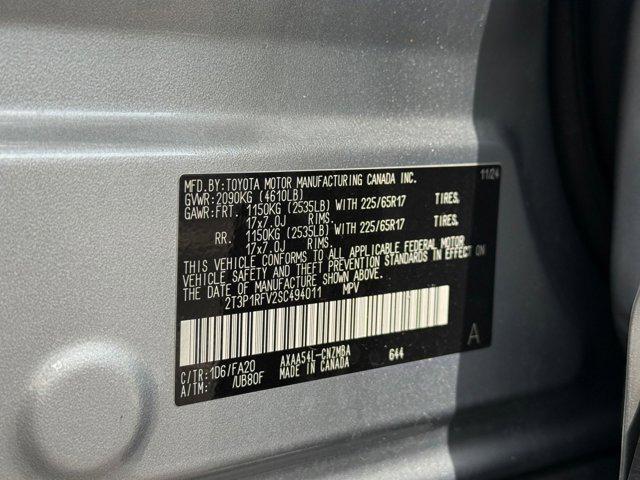 MFD.BY:TOYOTA MOTOR MANUFACTURING CANADA INC. 11/24
GVWR:2090KG (4610LB)
GAWR:FRT. 1150KG (2535LB) WITH 225/65R17 TIRES,
17x7.0J RIMS.
RR. 1150KG (2535LB) WITH 225/65R17 TIRES,
17x7.0J RIMS.
THIS VEHICLE CONFORMS TO ALL APPLICABLE FEDERAL MOTOR
VEHICLE SAFETY AND THEFT PREVENTION STANDARDS IN EFFECT ON
THE DATE OF MANUFACTURE SHOWN ABOVE.
2T3P1RFV2SC494011 MPV
C/TR:1D6/FA20 AXAA54L-CNZMBA 644 A
A/TM: /UB80F MADE IN CANADA